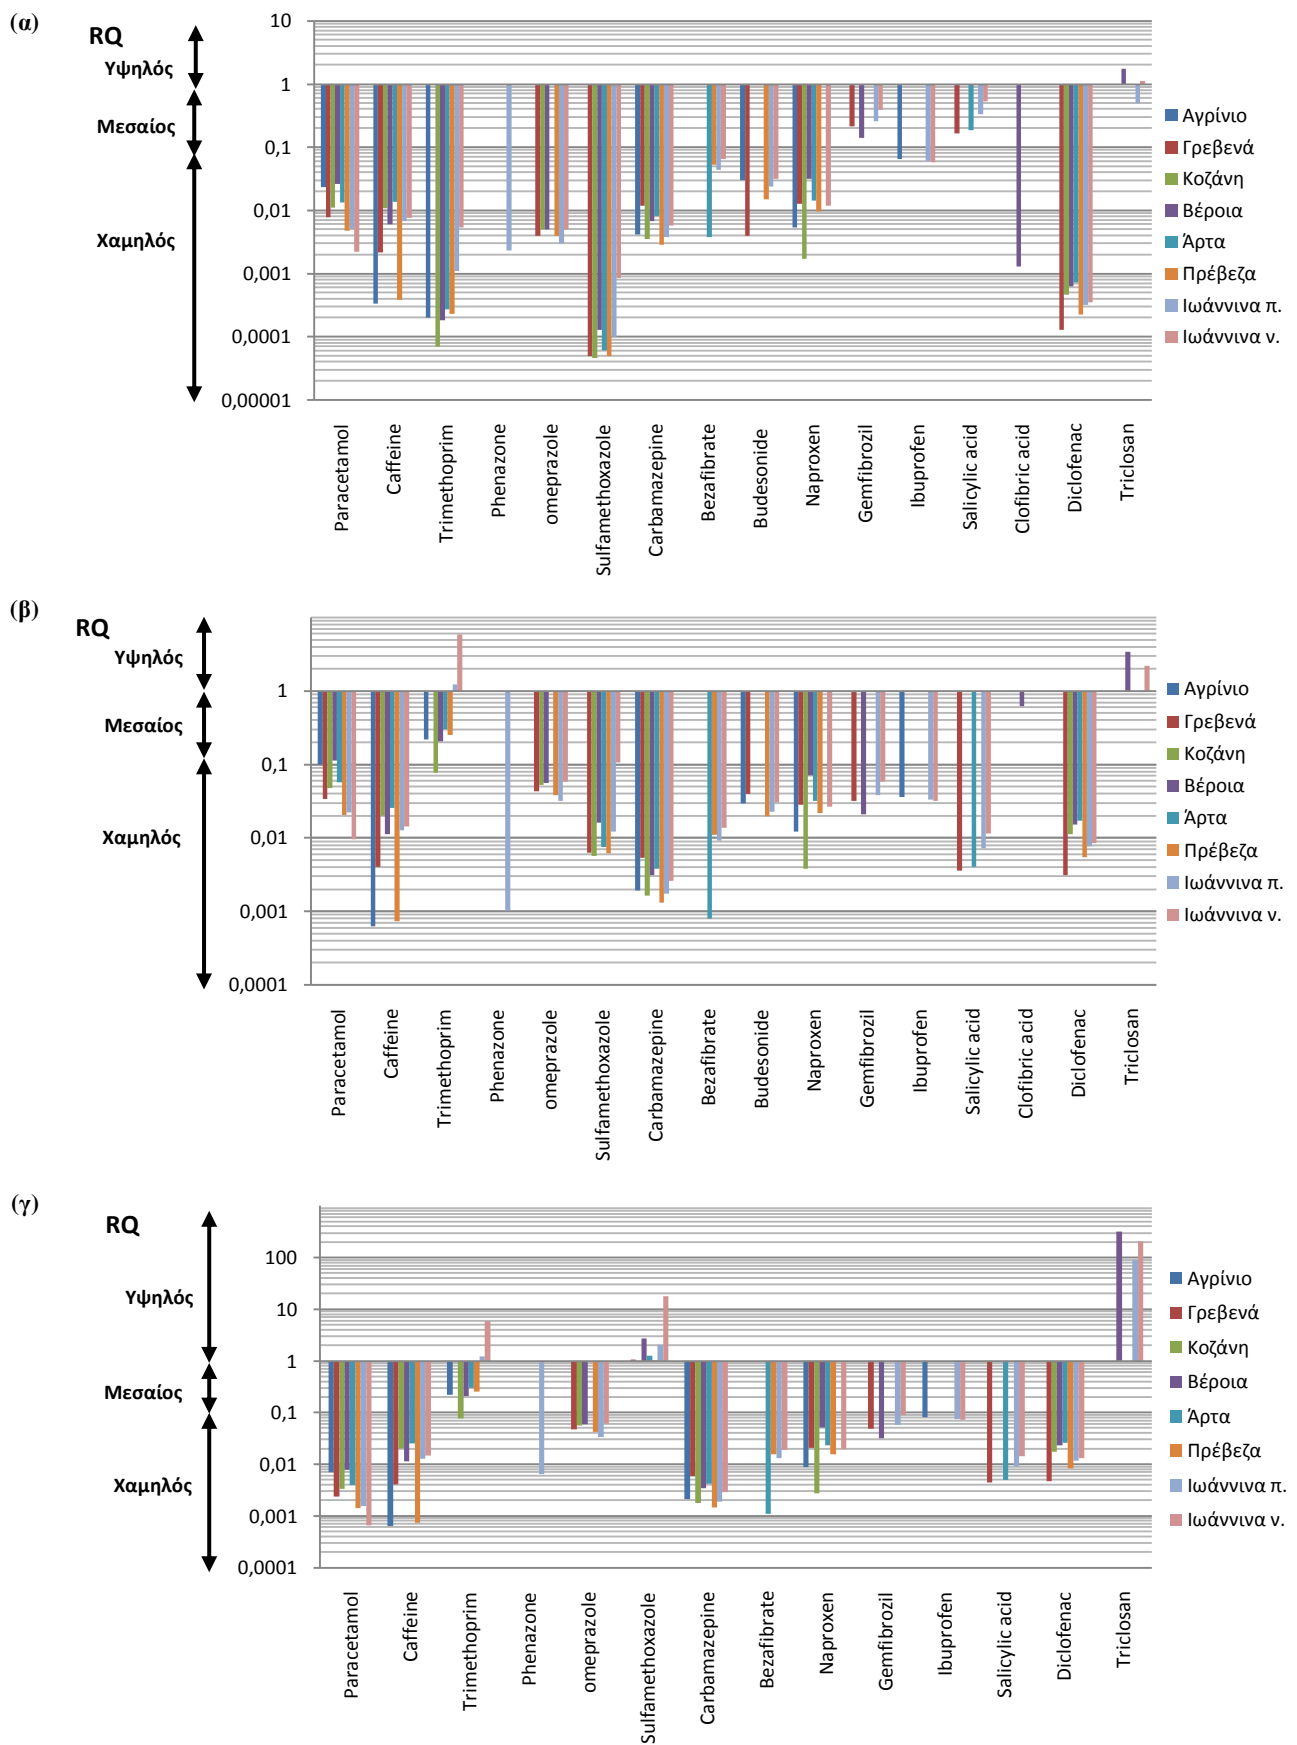 (α)
RQ
Υψηλός
Μεσαίος
Χαμηλός
10
1
0,1
0,01
0,001
0,0001
0,00001
Paracetamol
Caffeine
Trimethoprim
Phenazone
omeprazole
Sulfamethoxazole
Carbamazepine
Bezafibrate
Budesonide
Naproxen
Gemfibrozil
Ibuprofen
Salicylic acid
Clofibric acid
Diclofenac
Triclosan
Αγρίνιο
Γρεβενά
Κοζάνη
Βέροια
Άρτα
Πρέβεζα
Ιωάννινα π.
Ιωάννινα ν.
(β)
RQ
Υψηλός
Μεσαίος
Χαμηλός
1
0,1
0,01
0,001
0,0001
Paracetamol
Caffeine
Trimethoprim
Phenazone
omeprazole
Sulfamethoxazole
Carbamazepine
Bezafibrate
Budesonide
Naproxen
Gemfibrozil
Ibuprofen
Salicylic acid
Clofibric acid
Diclofenac
Triclosan
Αγρίνιο
Γρεβενά
Κοζάνη
Βέροια
Άρτα
Πρέβεζα
Ιωάννινα π.
Ιωάννινα ν.
(γ)
RQ
Υψηλός
Μεσαίος
Χαμηλός
100
10
1
0,1
0,01
0,001
0,0001
Paracetamol
Caffeine
Trimethoprim
Phenazone
omeprazole
Sulfamethoxazole
Carbamazepine
Bezafibrate
Naproxen
Gemfibrozil
Ibuprofen
Salicylic acid
Diclofenac
Triclosan
Αγρίνιο
Γρεβενά
Κοζάνη
Βέροια
Άρτα
Πρέβεζα
Ιωάννινα π.
Ιωάννινα ν.